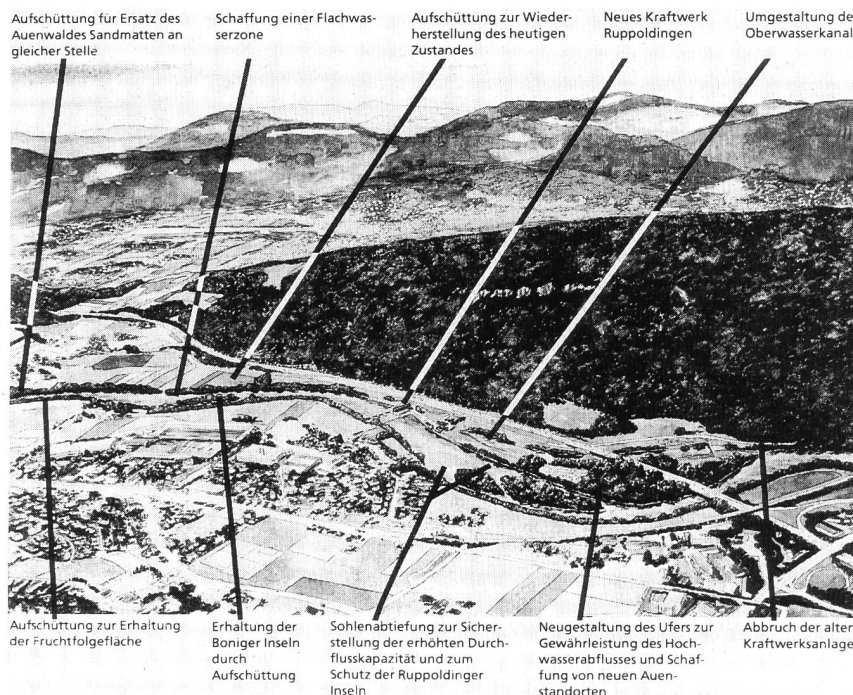 Aufschüttung für Ersatz des
Auenwaldes Sandmatten an
gleicher Stelle
Schaffung einer Flachwas-
serzone
Aufschüttung zur Wieder-
herstellung des heutigen
Zustandes
Neues Kraftwerk
Ruppoldingen
Umgestaltung de
Oberwasserkanal
Aufschüttung zur Erhaltung
der Fruchtfolgefläche
Erhaltung der
Boniger Inseln
durch
Aufschüttung
Sohlenabtiefung zur Sicher-
stellung der erhöhten Durch-
flusskapazität und zum
Schutz der Ruppoldinger
Inseln
Neugestaltung des Ufers zur
Gewährleistung des Hoch-
wasserabflusses und Schaf-
fung von neuen Auen-
standorten
Abbruch der alten
Kraftwerksanlage